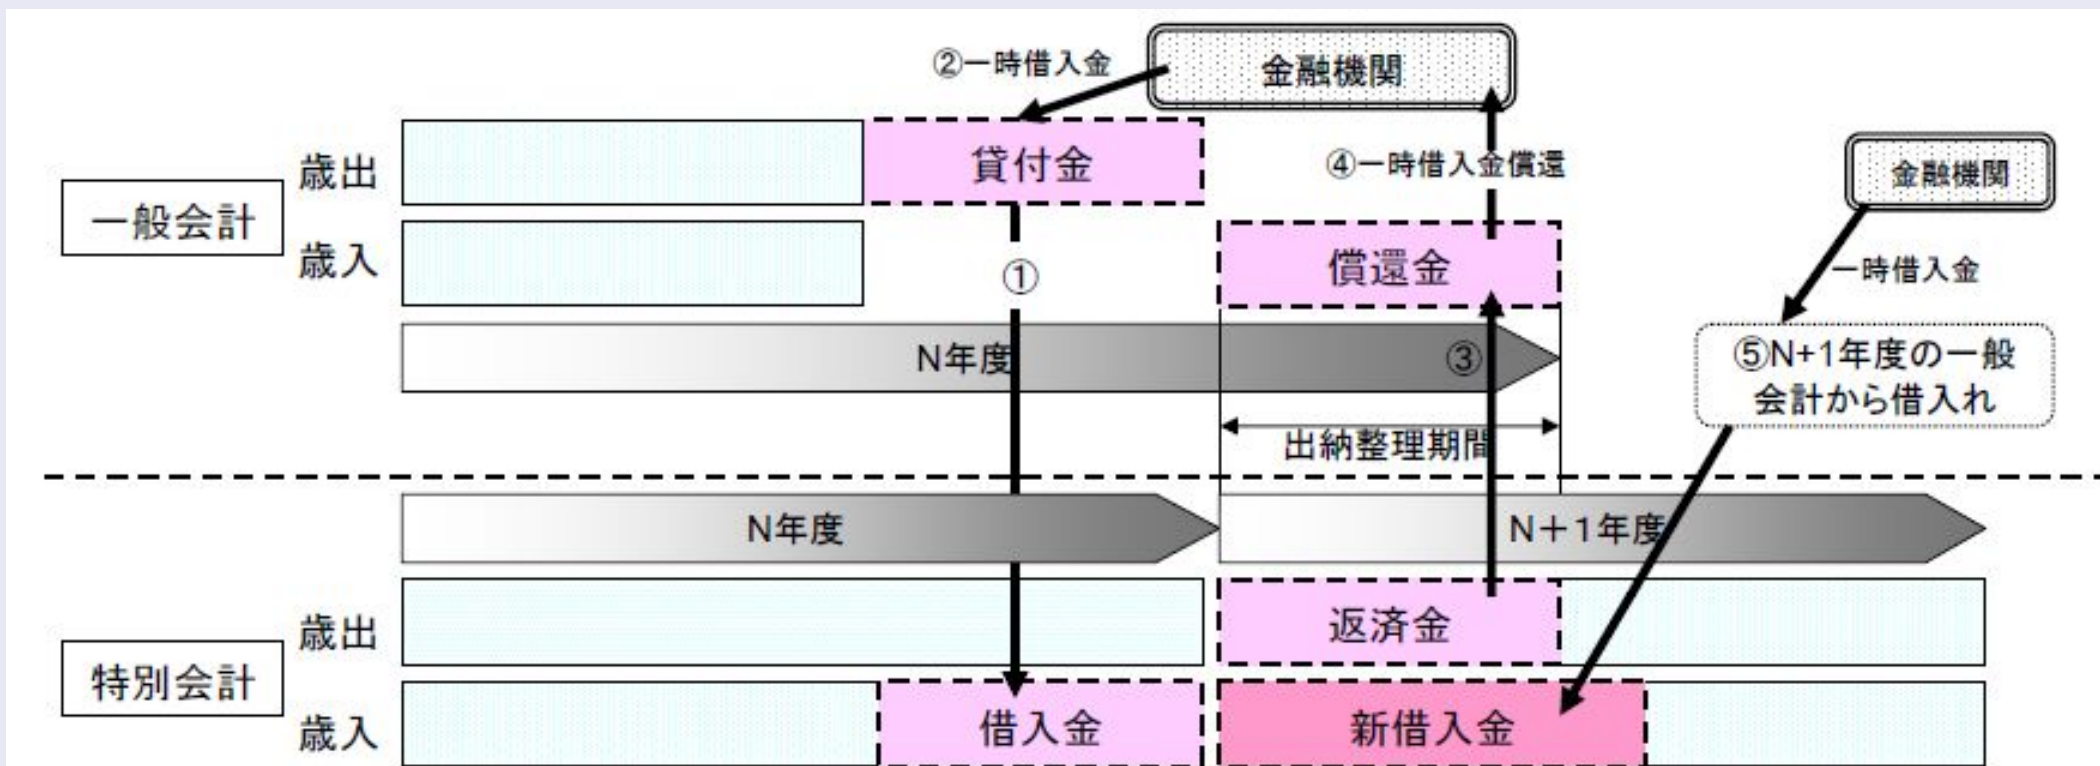 ②一時借入金
金融機関
歳出
貸付金
④一時借入金償還
金融機関
一般会計
歳入
①
償還金
一時借入金
N年度
③
⑤N+1年度の一般
会計から借入れ
出納整理期間
N年度
N+1年度
歳出
返済金
特別会計
歳入
借入金
新借入金